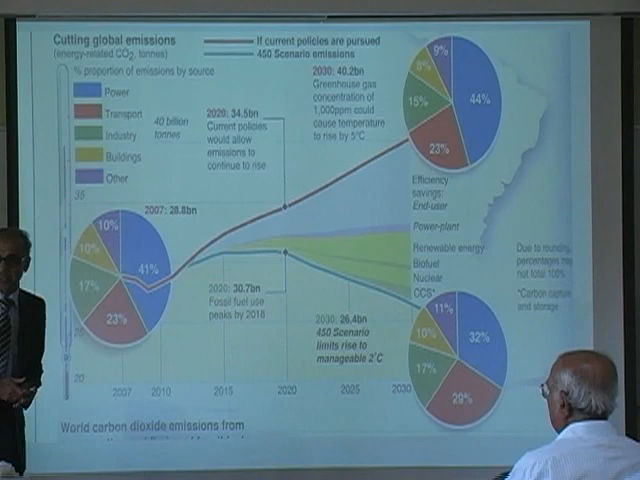 Cutting global emissions
(energy-related CO2, tonnes)
If current policies are pursued
450 Scenario emissions
% proportion of emissions by source
Power
Transport
Industry
Buildings
Other
40 billion
tonnes
35
20
2020: 34.5bn
Current policies
would allow
emissions to
continue to rise
2030: 40.2bn
Greenhouse gas
concentration of
1,000ppm could
cause temperature
to rise by 5°C
9%
8%
15%
23%
44%
2007: 28.8bn
10%
10%
17%
23%
41%
Efficiency
savings:
End-user
Power-plant
Renewable energy
Biofuel
Nuclear
CCS*
Due to rounding,
percentages may
not total 100%
*Carbon capture
and storage
2020: 30.7bn
Fossil fuel use
peaks by 2018
2030: 26.4bn
450 Scenario
limits rise to
manageable 2°C
11%
10%
17%
29%
32%
2007 2010 2015 2020 2025 2030
World carbon dioxide emissions from